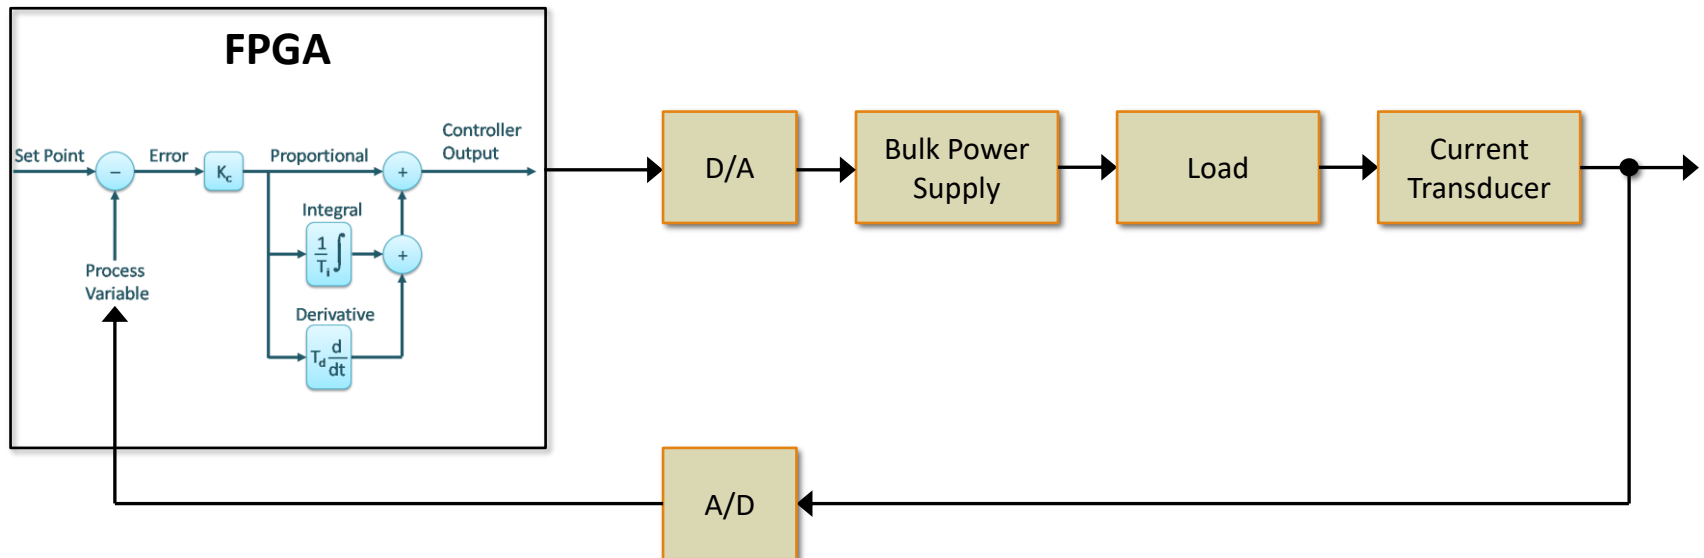 FPGA
Set Point
−
Error
Kc
Proportional
+
Controller
Output
Integral
1/Ti ∫
+
Process
Variable
Derivative
Td d/dt
D/A
Bulk Power
Supply
Load
Current
Transducer
A/D